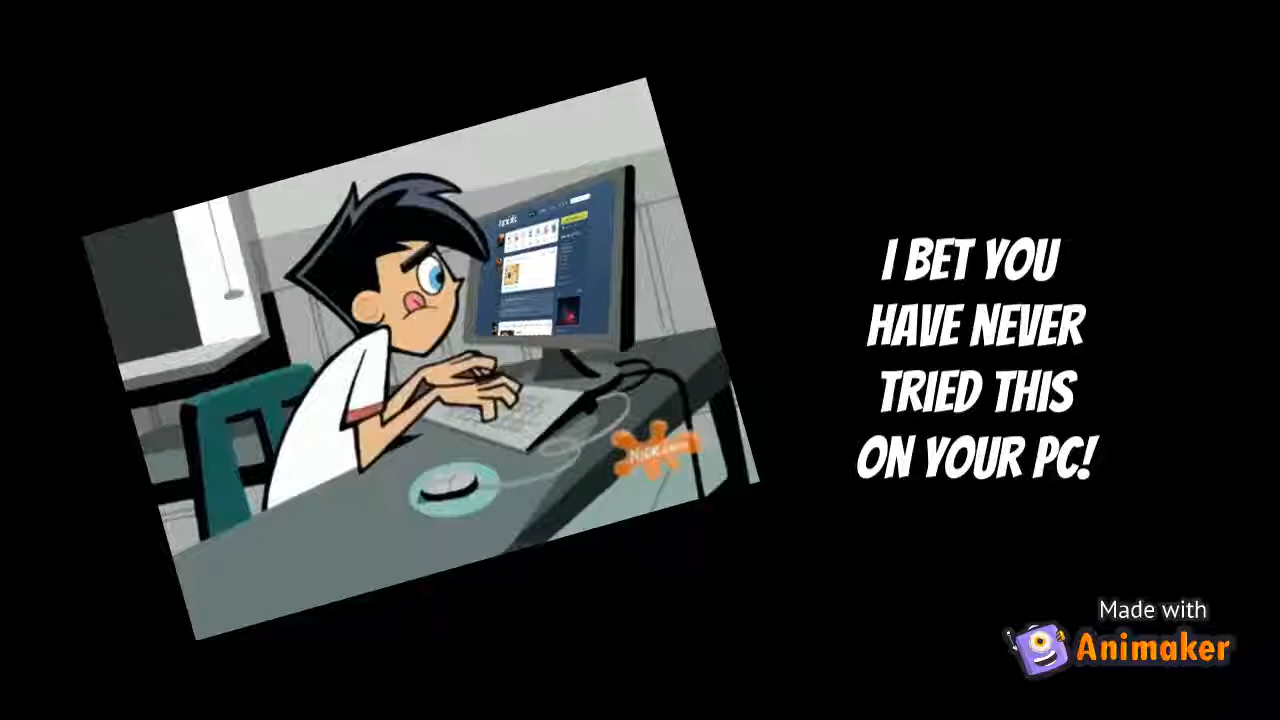 I BET YOU
HAVE NEVER
TRIED THIS
ON YOUR PC!
Made with
Animaker